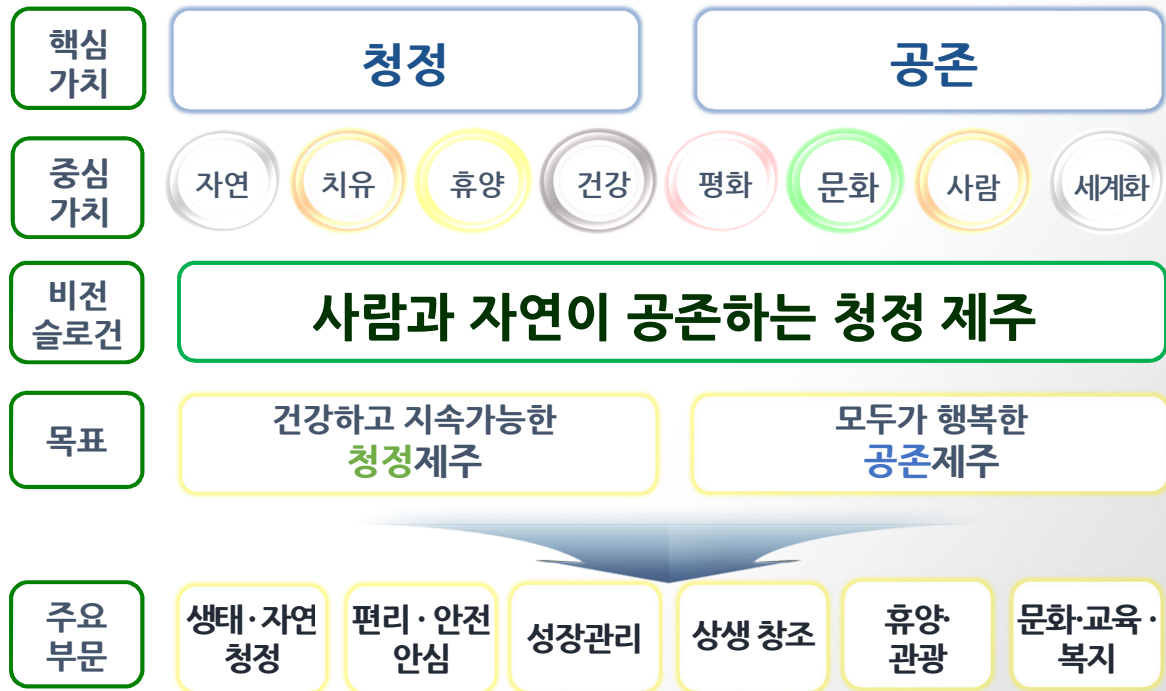 핵심
가치
청정
공존
중심
가치
자연
치유
휴양
건강
평화
문화
사람
세계화
비전
슬로건
사람과 자연이 공존하는 청정 제주
목표
건강하고 지속가능한
청정제주
모두가 행복한
공존제주
주요
부문
생태·자연
청정
편리·안전
안심
성장관리
상생 창조
휴양·
관광
문화·교육·
복지